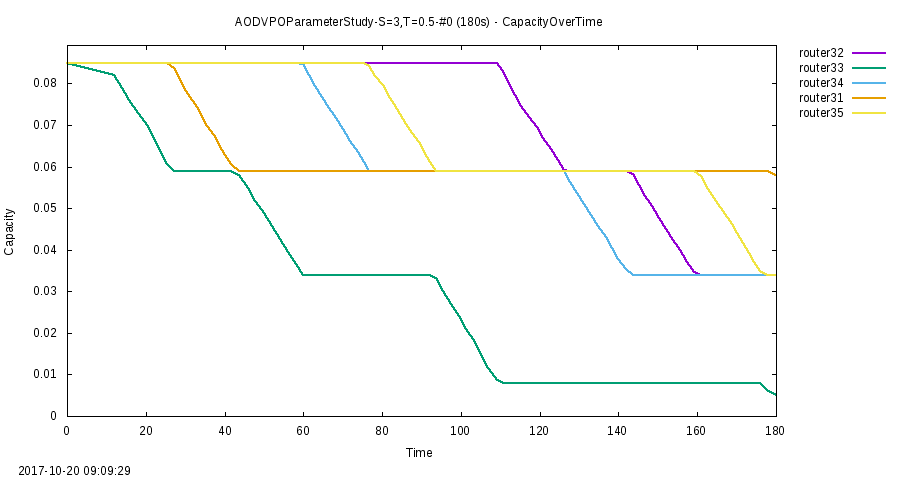 AODVPOParameterStudy-S=3,T=0.5-#0 (180s) - CapacityOverTime
router32
router33
router34
router31
router35
0.08
0.07
0.06
0.05
0.04
0.03
0.02
0.01
0
Capacity
0 20 40 60 80 100 120 140 160 180
Time
2017-10-20 09:09:29